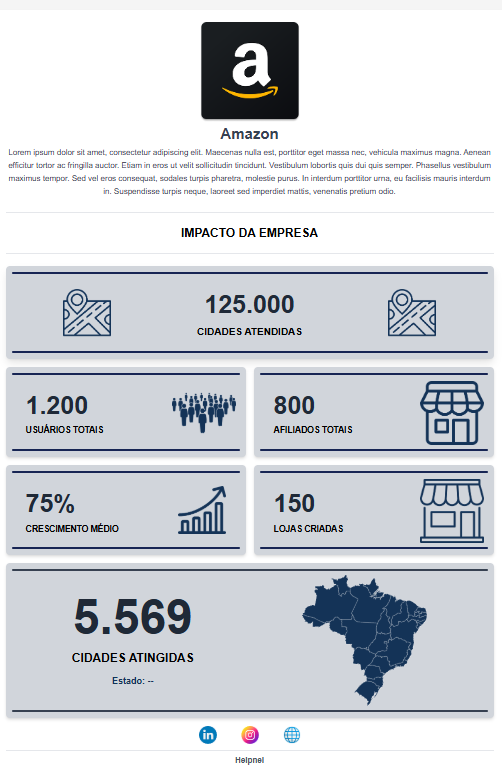 a
Amazon
Lorem ipsum dolor sit amet, consectetur adipiscing elit. Maecenas nulla est, porttitor eget massa nec, vehicula maximus magna. Aenean
efficitur tortor ac fringilla auctor. Etiam in eros ut velit sollicitudin tincidunt. Vestibulum lobortis quis dui quis semper. Phasellus vestibulum
maximus tempor. Sed vel eros consequat, sodales turpis pharetra, molestie purus. In interdum porttitor urna, eu facilisis mauris interdum
in. Suspendisse turpis neque, laoreet sed imperdiet mattis, venenatis pretium odio.
IMPACTO DA EMPRESA
125.000
CIDADES ATENDIDAS
1.200
USUÁRIOS TOTAIS
800
AFILIADOS TOTAIS
75%
CRESCIMENTO MÉDIO
150
LOJAS CRIADAS
5.569
CIDADES ATINGIDAS
Estado: --
in
Helpnei